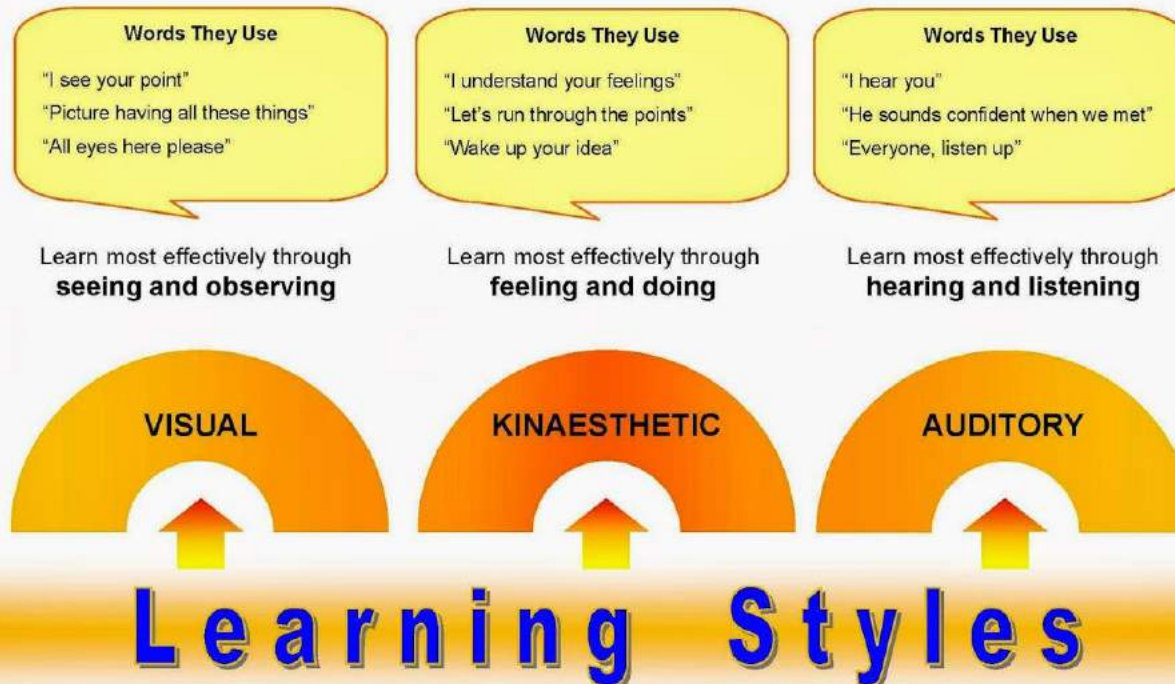 Words They Use
"I see your point"
"Picture having all these things"
"All eyes here please"
Learn most effectively through
seeing and observing
VISUAL
Words They Use
"I understand your feelings"
"Let's run through the points"
"Wake up your idea"
Learn most effectively through
feeling and doing
KINAESTHETIC
Words They Use
"I hear you"
"He sounds confident when we met"
"Everyone, listen up"
Learn most effectively through
hearing and listening
AUDITORY
Learning Styles